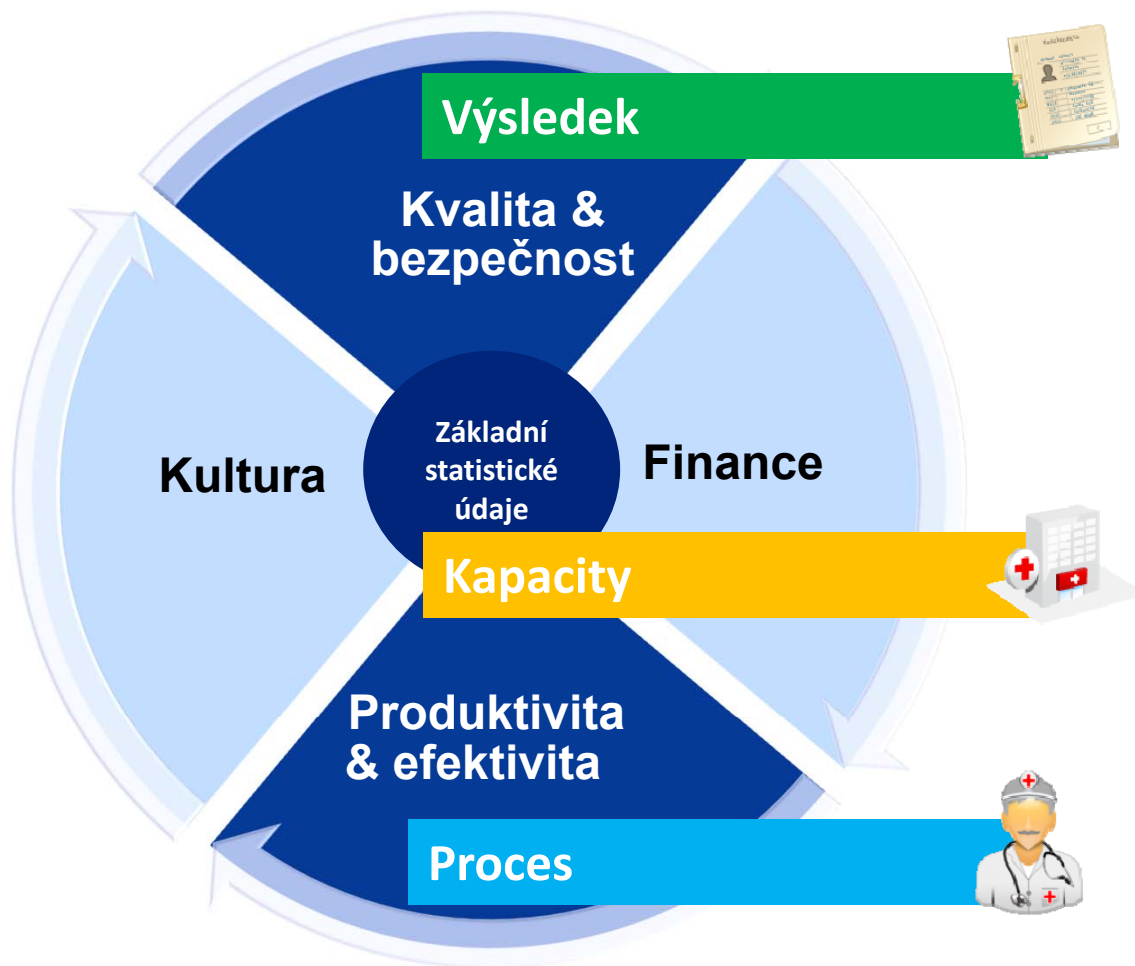 Výsledek
Kvalita &
bezpečnost
Základní
statistické
údaje
Kultura
Finance
Kapacity
Produktivita
& efektivita
Proces